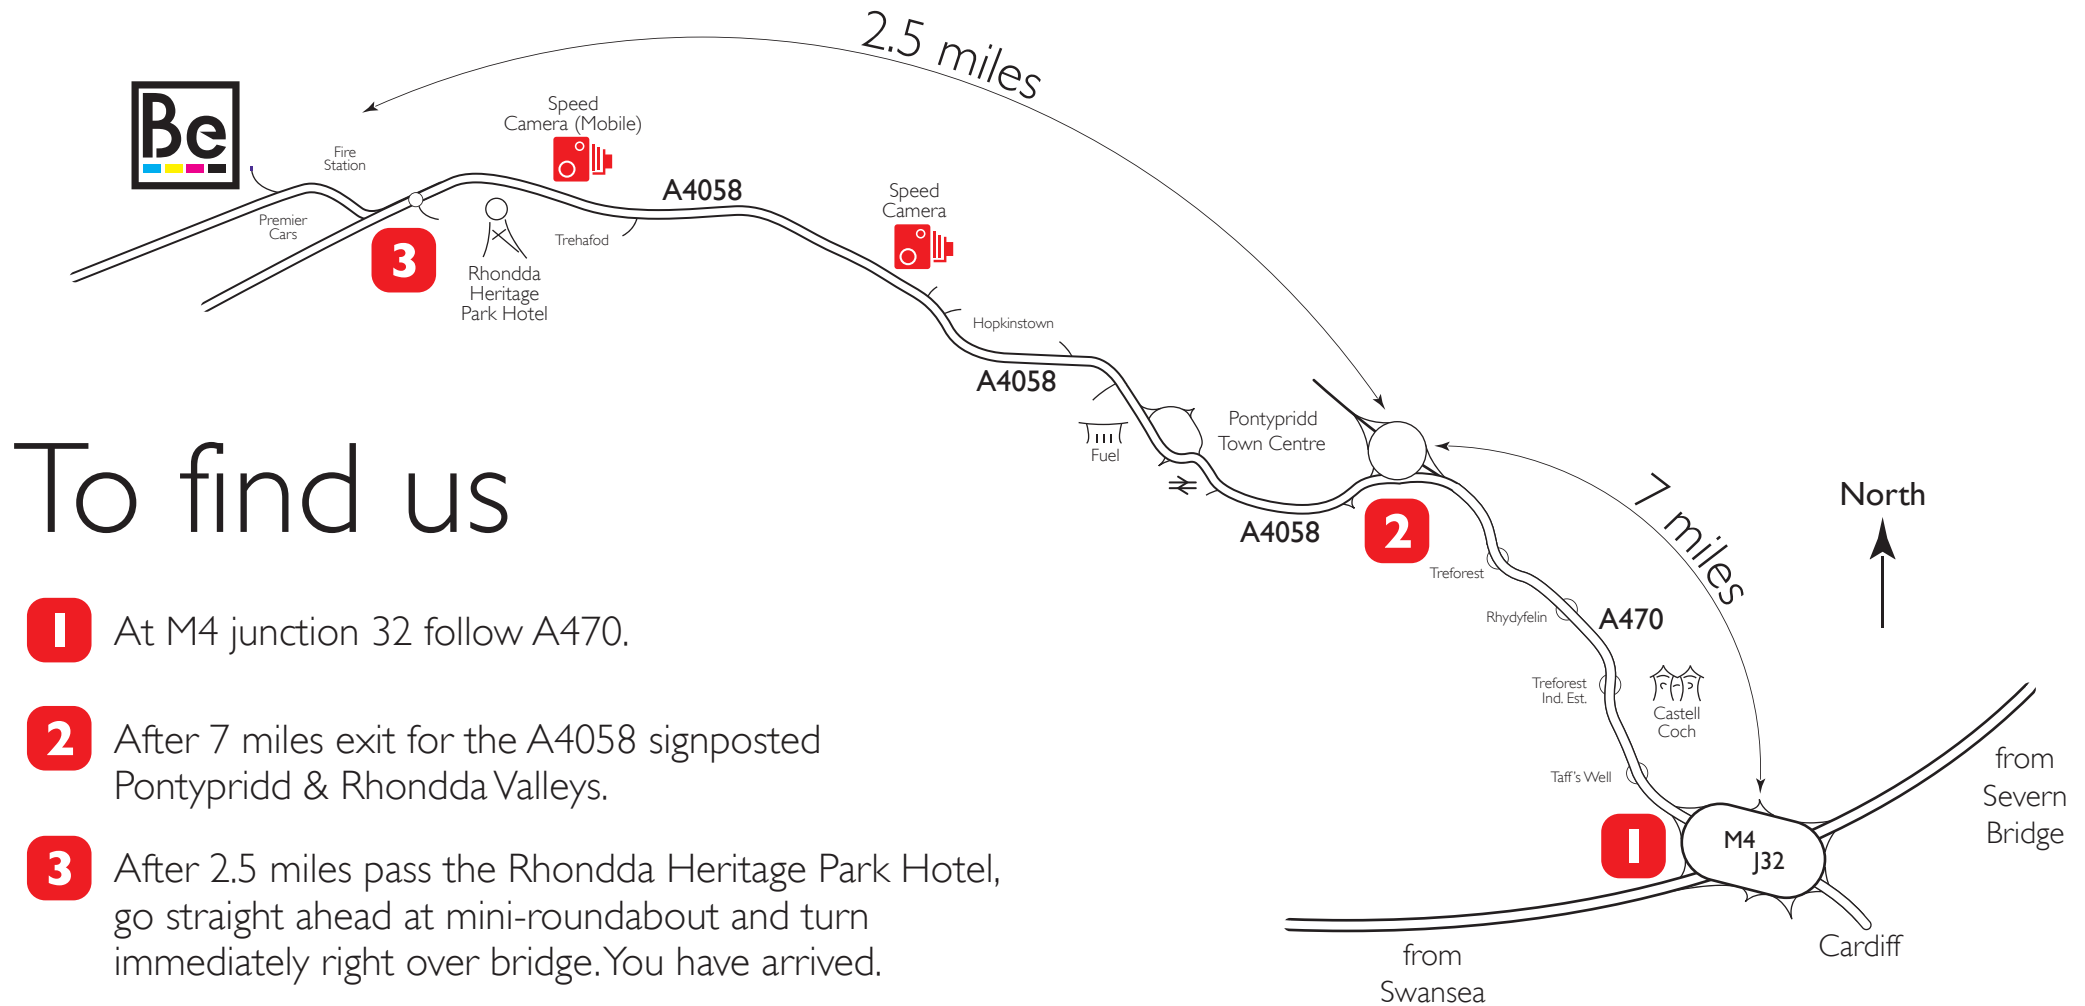 2.5 miles
Be
Speed
Camera (Mobile)
Fire
Station
A4058
Speed
Camera
Premier
Cars
3
Trehafod
Rhondda
Heritage
Park Hotel
Hopkinstown
A4058
Pontypridd
Town Centre
Fuel
A4058
2
7 miles
North
Treforest
Rhydyfelin
A470
Treforest
Ind. Est.
Castell
Coch
Taff's Well
1
M4
J32
from
Severn
Bridge
Cardiff
from
Swansea
To find us
1 At M4 junction 32 follow A470.
2 After 7 miles exit for the A4058 signposted
Pontypridd & Rhondda Valleys.
3 After 2.5 miles pass the Rhondda Heritage Park Hotel,
go straight ahead at mini-roundabout and turn
immediately right over bridge. You have arrived.